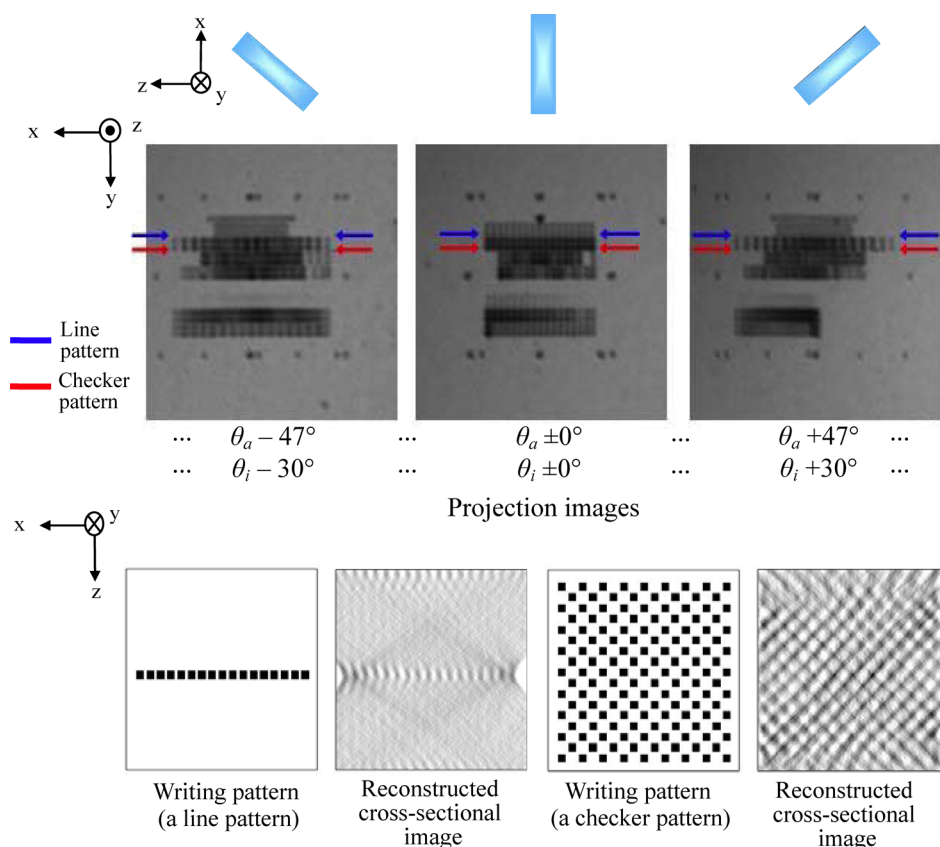 x
z
y
x
z
y
Line
pattern
Checker
pattern
... θₐ – 47° ... θₐ ±0° ... θₐ +47° ...
... θᵢ – 30° ... θᵢ ±0° ... θᵢ +30° ...
Projection images
x
y
z
Writing pattern
(a line pattern)
Reconstructed
cross-sectional
image
Writing pattern
(a checker pattern)
Reconstructed
cross-sectional
image